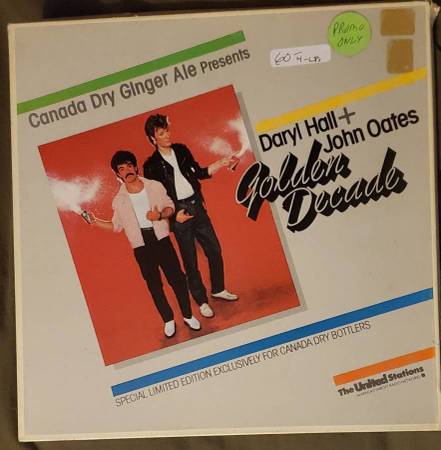 Canada Dry Ginger Ale Presents
PROMO
ONLY
60 4-LPs
Daryl Hall +
John Oates
Golden
Decade
SPECIAL LIMITED EDITION EXCLUSIVELY FOR CANADA DRY BOTTLERS
The United Stations